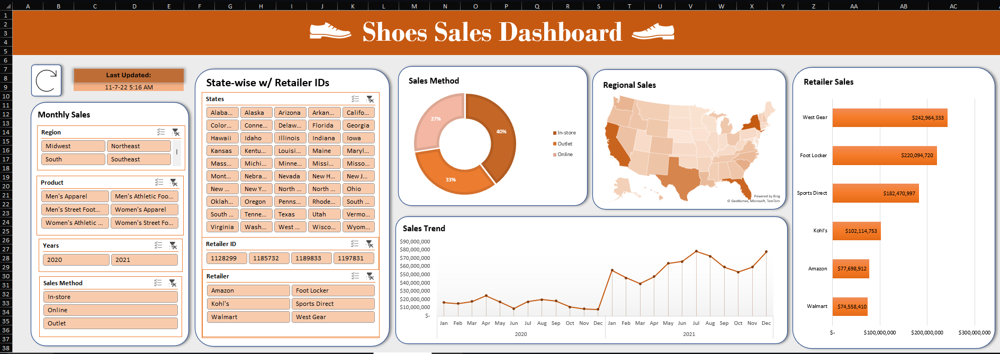 A B C D E F G H I J K L M N O P Q R S T U V W X Y Z AA AB AC
1
2
3
4
5
6
7
8
9
10
11
12
13
14
15
16
17
18
19
20
21
22
23
24
25
26
27
28
29
30
31
32
33
34
35
36
37
38
Shoes Sales Dashboard
Last Updated:
11-7-22 5:16 AM
Monthly Sales
Region
Midwest Northeast
South Southeast
Product
Men's Apparel Men's Athletic Foo...
Men's Street Foot... Women's Apparel
Women's Athletic ... Women's Street Fo...
Years
2020 2021
Sales Method
In-store
Online
Outlet
State-wise w/ Retailer IDs
States
Alaba... Alaska Arizona Arkan... Califo...
Color... Conne... Delaw... Florida Georgia
Hawaii Idaho Illinois Indiana Iowa
Kansas Kentu... Louisi... Maine Maryl...
Mass... Michi... Minne... Missi... Misso...
Mont... Nebra... Nevada New H... New J...
New ... New Y... North ... North ... Ohio
Oklah... Oregon Penns... Rhode... South ...
South ... Tenne... Texas Utah Vermo...
Virginia Wash... West ... Wisco... Wyom...
Retailer ID
1128299 1185732 1189833 1197831
Retailer
Amazon Foot Locker
Kohl's Sports Direct
Walmart West Gear
Sales Method
27%
40%
33%
In-store
Outlet
Online
Regional Sales
Powered by Bing
© GeoNames, Microsoft, TomTom
Sales Trend
$90,000,000
$80,000,000
$70,000,000
$60,000,000
$50,000,000
$40,000,000
$30,000,000
$20,000,000
$10,000,000
$-
Jan Feb Mar Apr May Jun Jul Aug Sep Oct Nov Dec Jan Feb Mar Apr May Jun Jul Aug Sep Oct Nov Dec
2020 2021
Retailer Sales
West Gear $242,964,333
Foot Locker $220,094,720
Sports Direct $182,470,997
Kohl's $102,114,753
Amazon $77,698,912
Walmart $74,558,410
$- $100,000,000 $200,000,000 $300,000,000